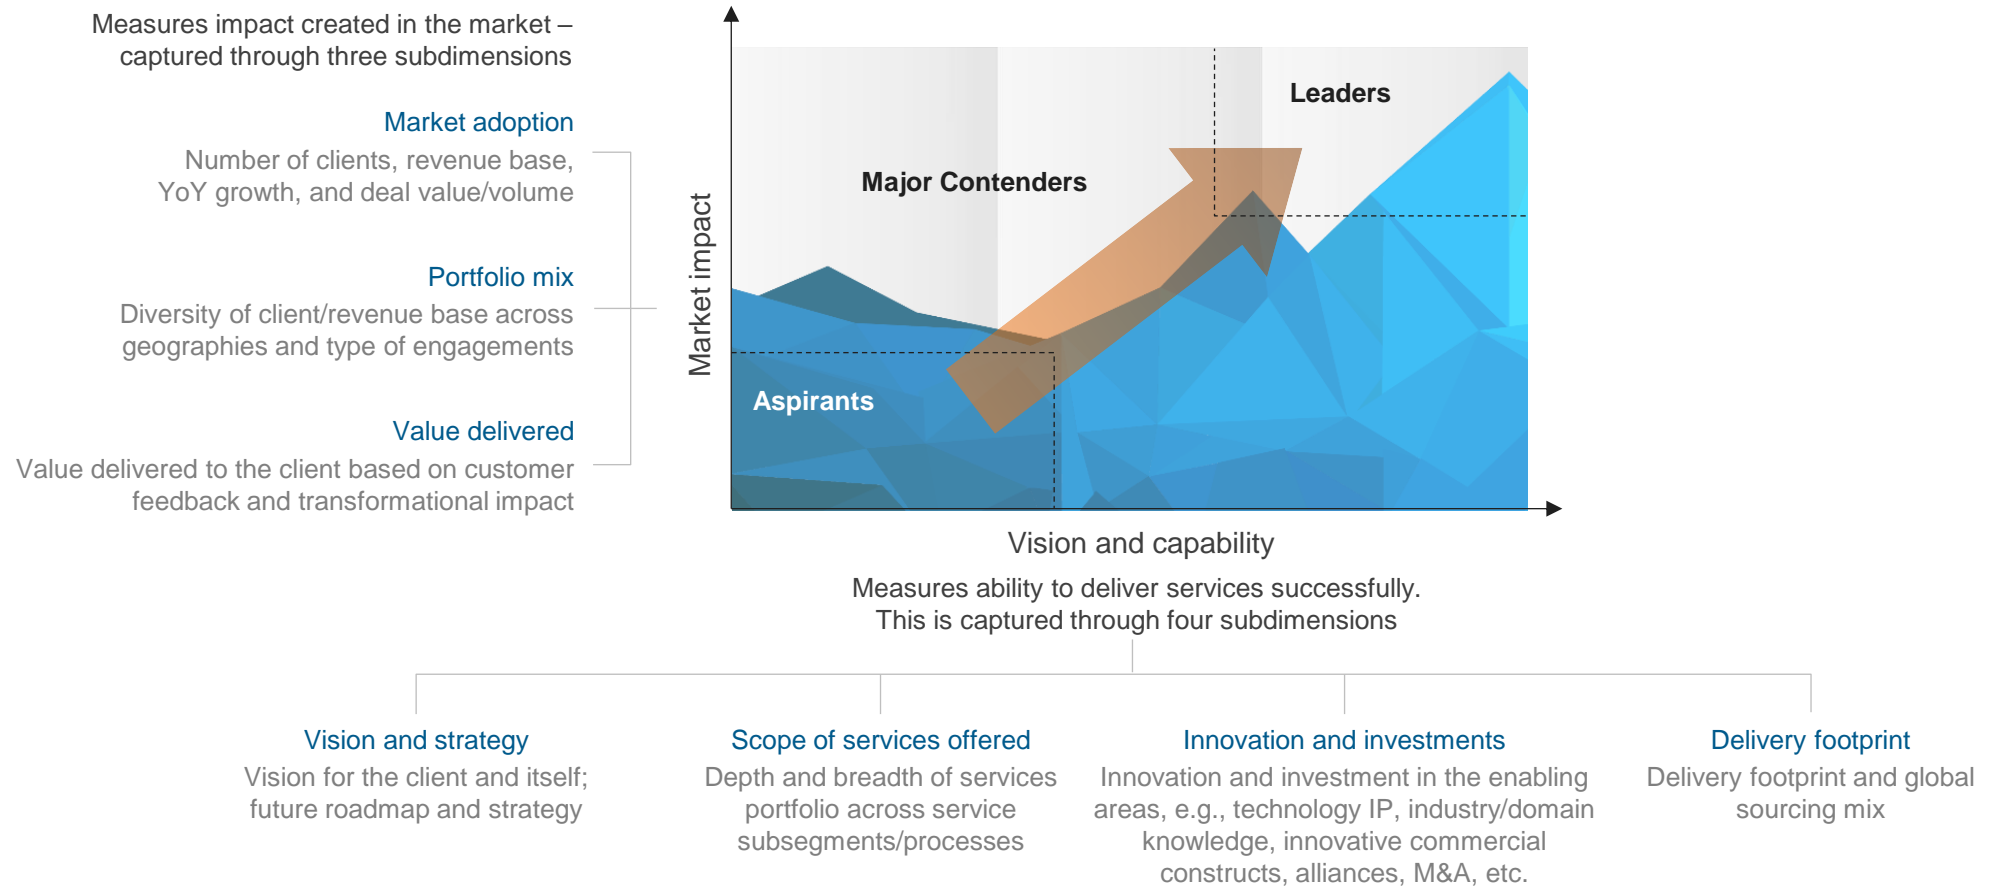 Measures impact created in the market –
captured through three subdimensions
Market adoption
Number of clients, revenue base,
YoY growth, and deal value/volume
Portfolio mix
Diversity of client/revenue base across
geographies and type of engagements
Value delivered
Value delivered to the client based on customer
feedback and transformational impact
Market impact
Leaders
Major Contenders
Aspirants
Vision and capability
Measures ability to deliver services successfully.
This is captured through four subdimensions
Vision and strategy
Vision for the client and itself;
future roadmap and strategy
Scope of services offered
Depth and breadth of services
portfolio across service
subsegments/processes
Innovation and investments
Innovation and investment in the enabling
areas, e.g., technology IP, industry/domain
knowledge, innovative commercial
constructs, alliances, M&A, etc.
Delivery footprint
Delivery footprint and global
sourcing mix